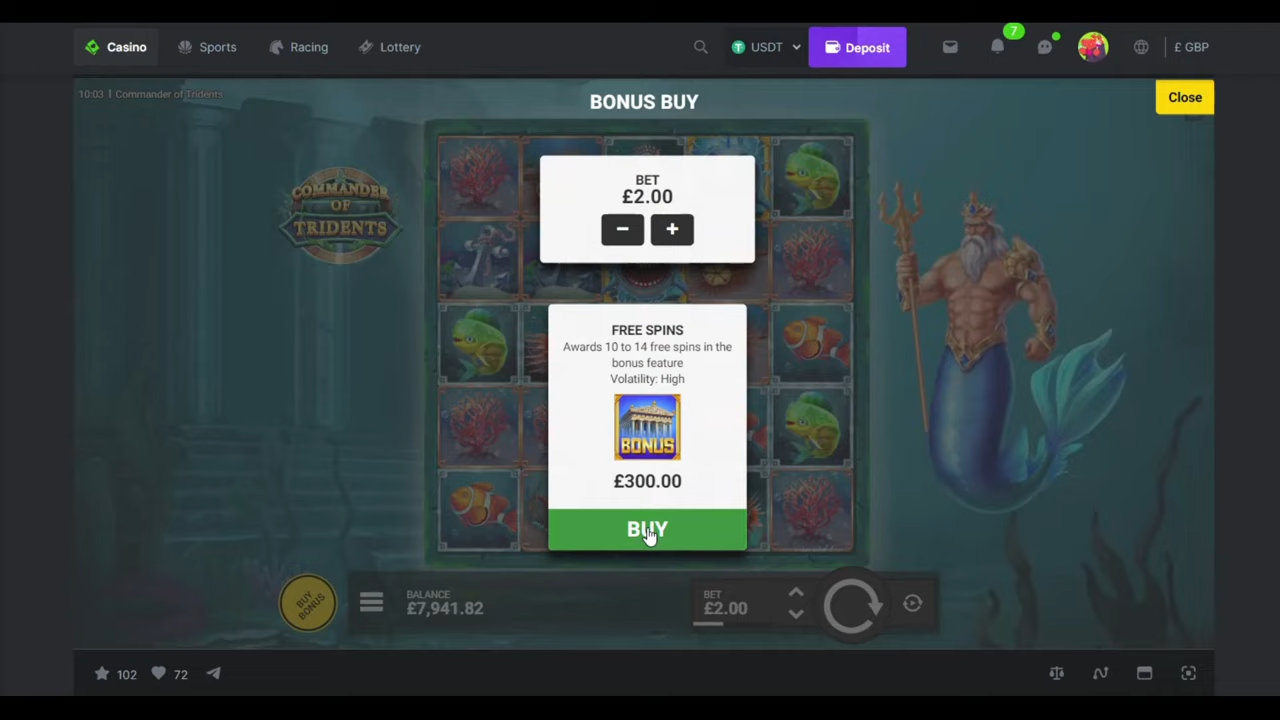 Casino
Sports
Racing
Lottery
USDT
Deposit
7
£ GBP
10:03 | Commander of Tridents
BONUS BUY
Close
COMMANDER
OF
TRIDENTS
BET
£2.00
−
+
FREE SPINS
Awards 10 to 14 free spins in the
bonus feature
Volatility: High
BONUS
£300.00
BUY
BUY
BONUS
BALANCE
£7,941.82
BET
£2.00
102
72